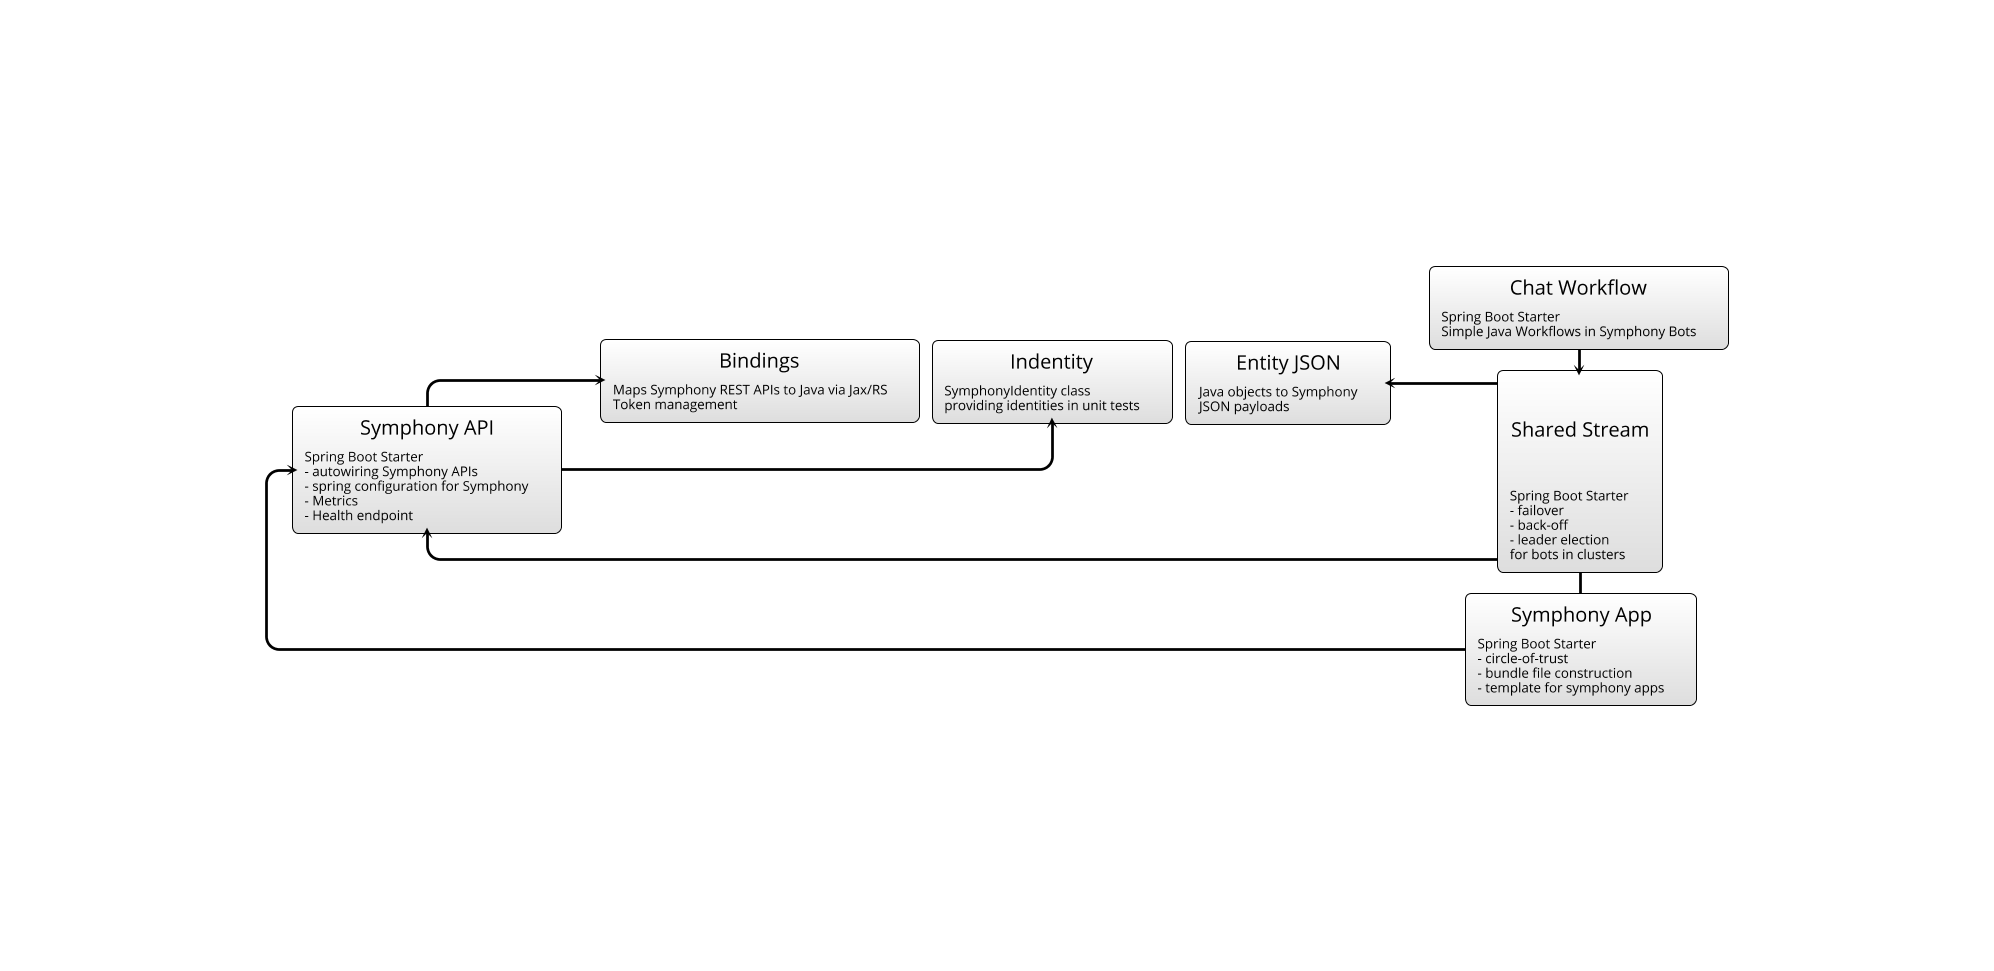 Chat Workflow
Spring Boot Starter
Simple Java Workflows in Symphony Bots
Bindings
Maps Symphony REST APIs to Java via Jax/RS
Token management
Indentity
SymphonyIdentity class
providing identities in unit tests
Entity JSON
Java objects to Symphony
JSON payloads
Symphony API
Spring Boot Starter
- autowiring Symphony APIs
- spring configuration for Symphony
- Metrics
- Health endpoint
Shared Stream
Spring Boot Starter
- failover
- back-off
- leader election
for bots in clusters
Symphony App
Spring Boot Starter
- circle-of-trust
- bundle file construction
- template for symphony apps